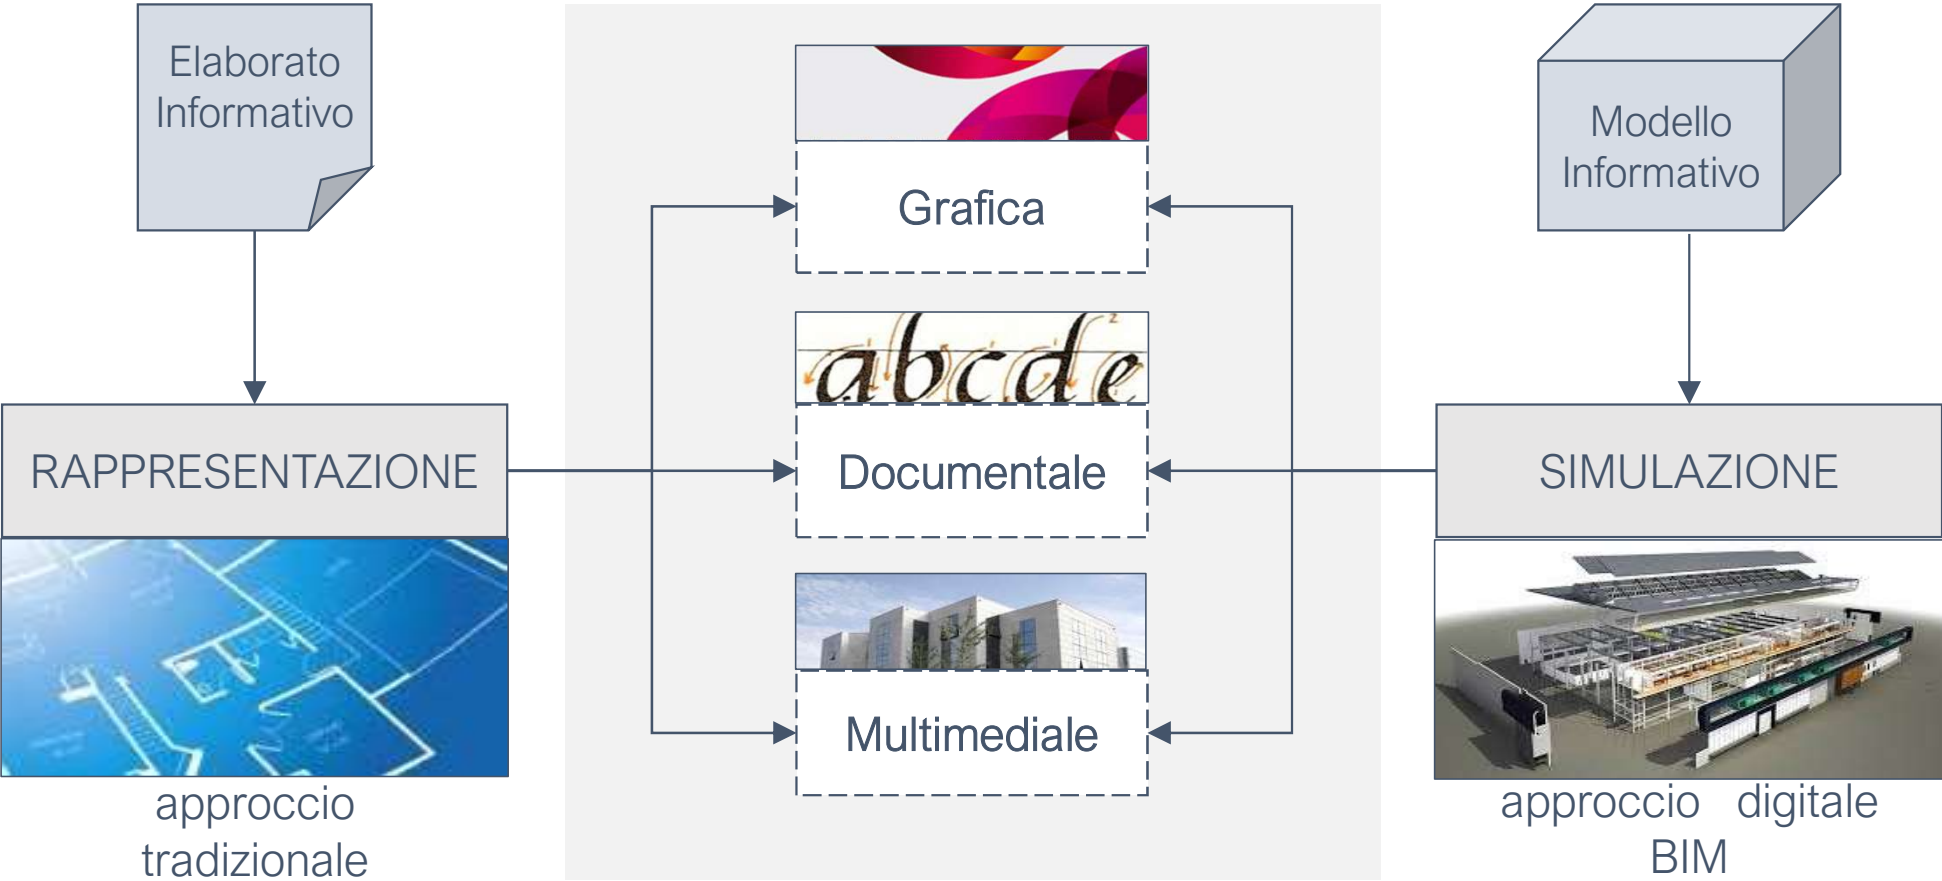 Elaborato
Informativo
RAPPRESENTAZIONE
approccio
tradizionale
Grafica
abcde
Documentale
Multimediale
Modello
Informativo
SIMULAZIONE
approccio digitale
BIM